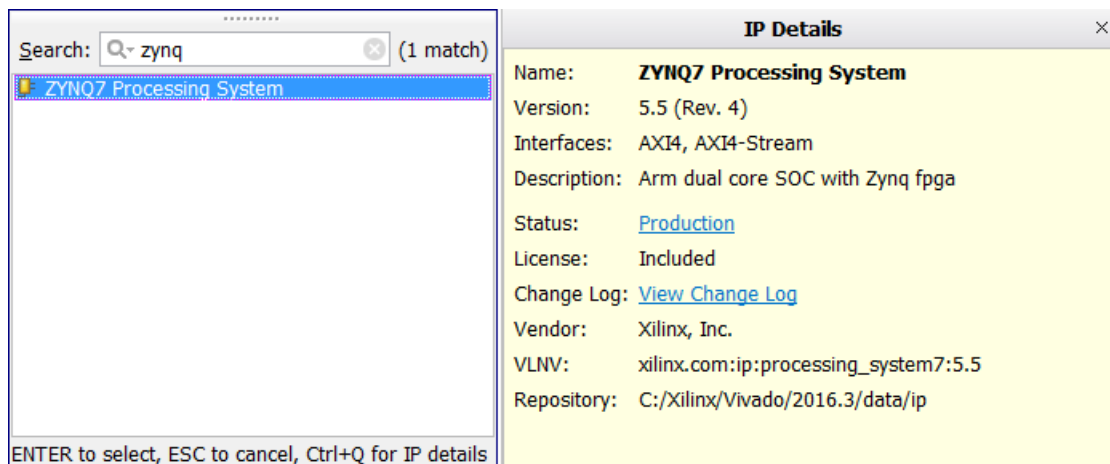 Search: zynq (1 match)
ZYNQ7 Processing System
ENTER to select, ESC to cancel, Ctrl+Q for IP details
IP Details
Name: ZYNQ7 Processing System
Version: 5.5 (Rev. 4)
Interfaces: AXI4, AXI4-Stream
Description: Arm dual core SOC with Zynq fpga
Status: Production
License: Included
Change Log: View Change Log
Vendor: Xilinx, Inc.
VLNV: xilinx.com:ip:processing_system7:5.5
Repository: C:/Xilinx/Vivado/2016.3/data/ip